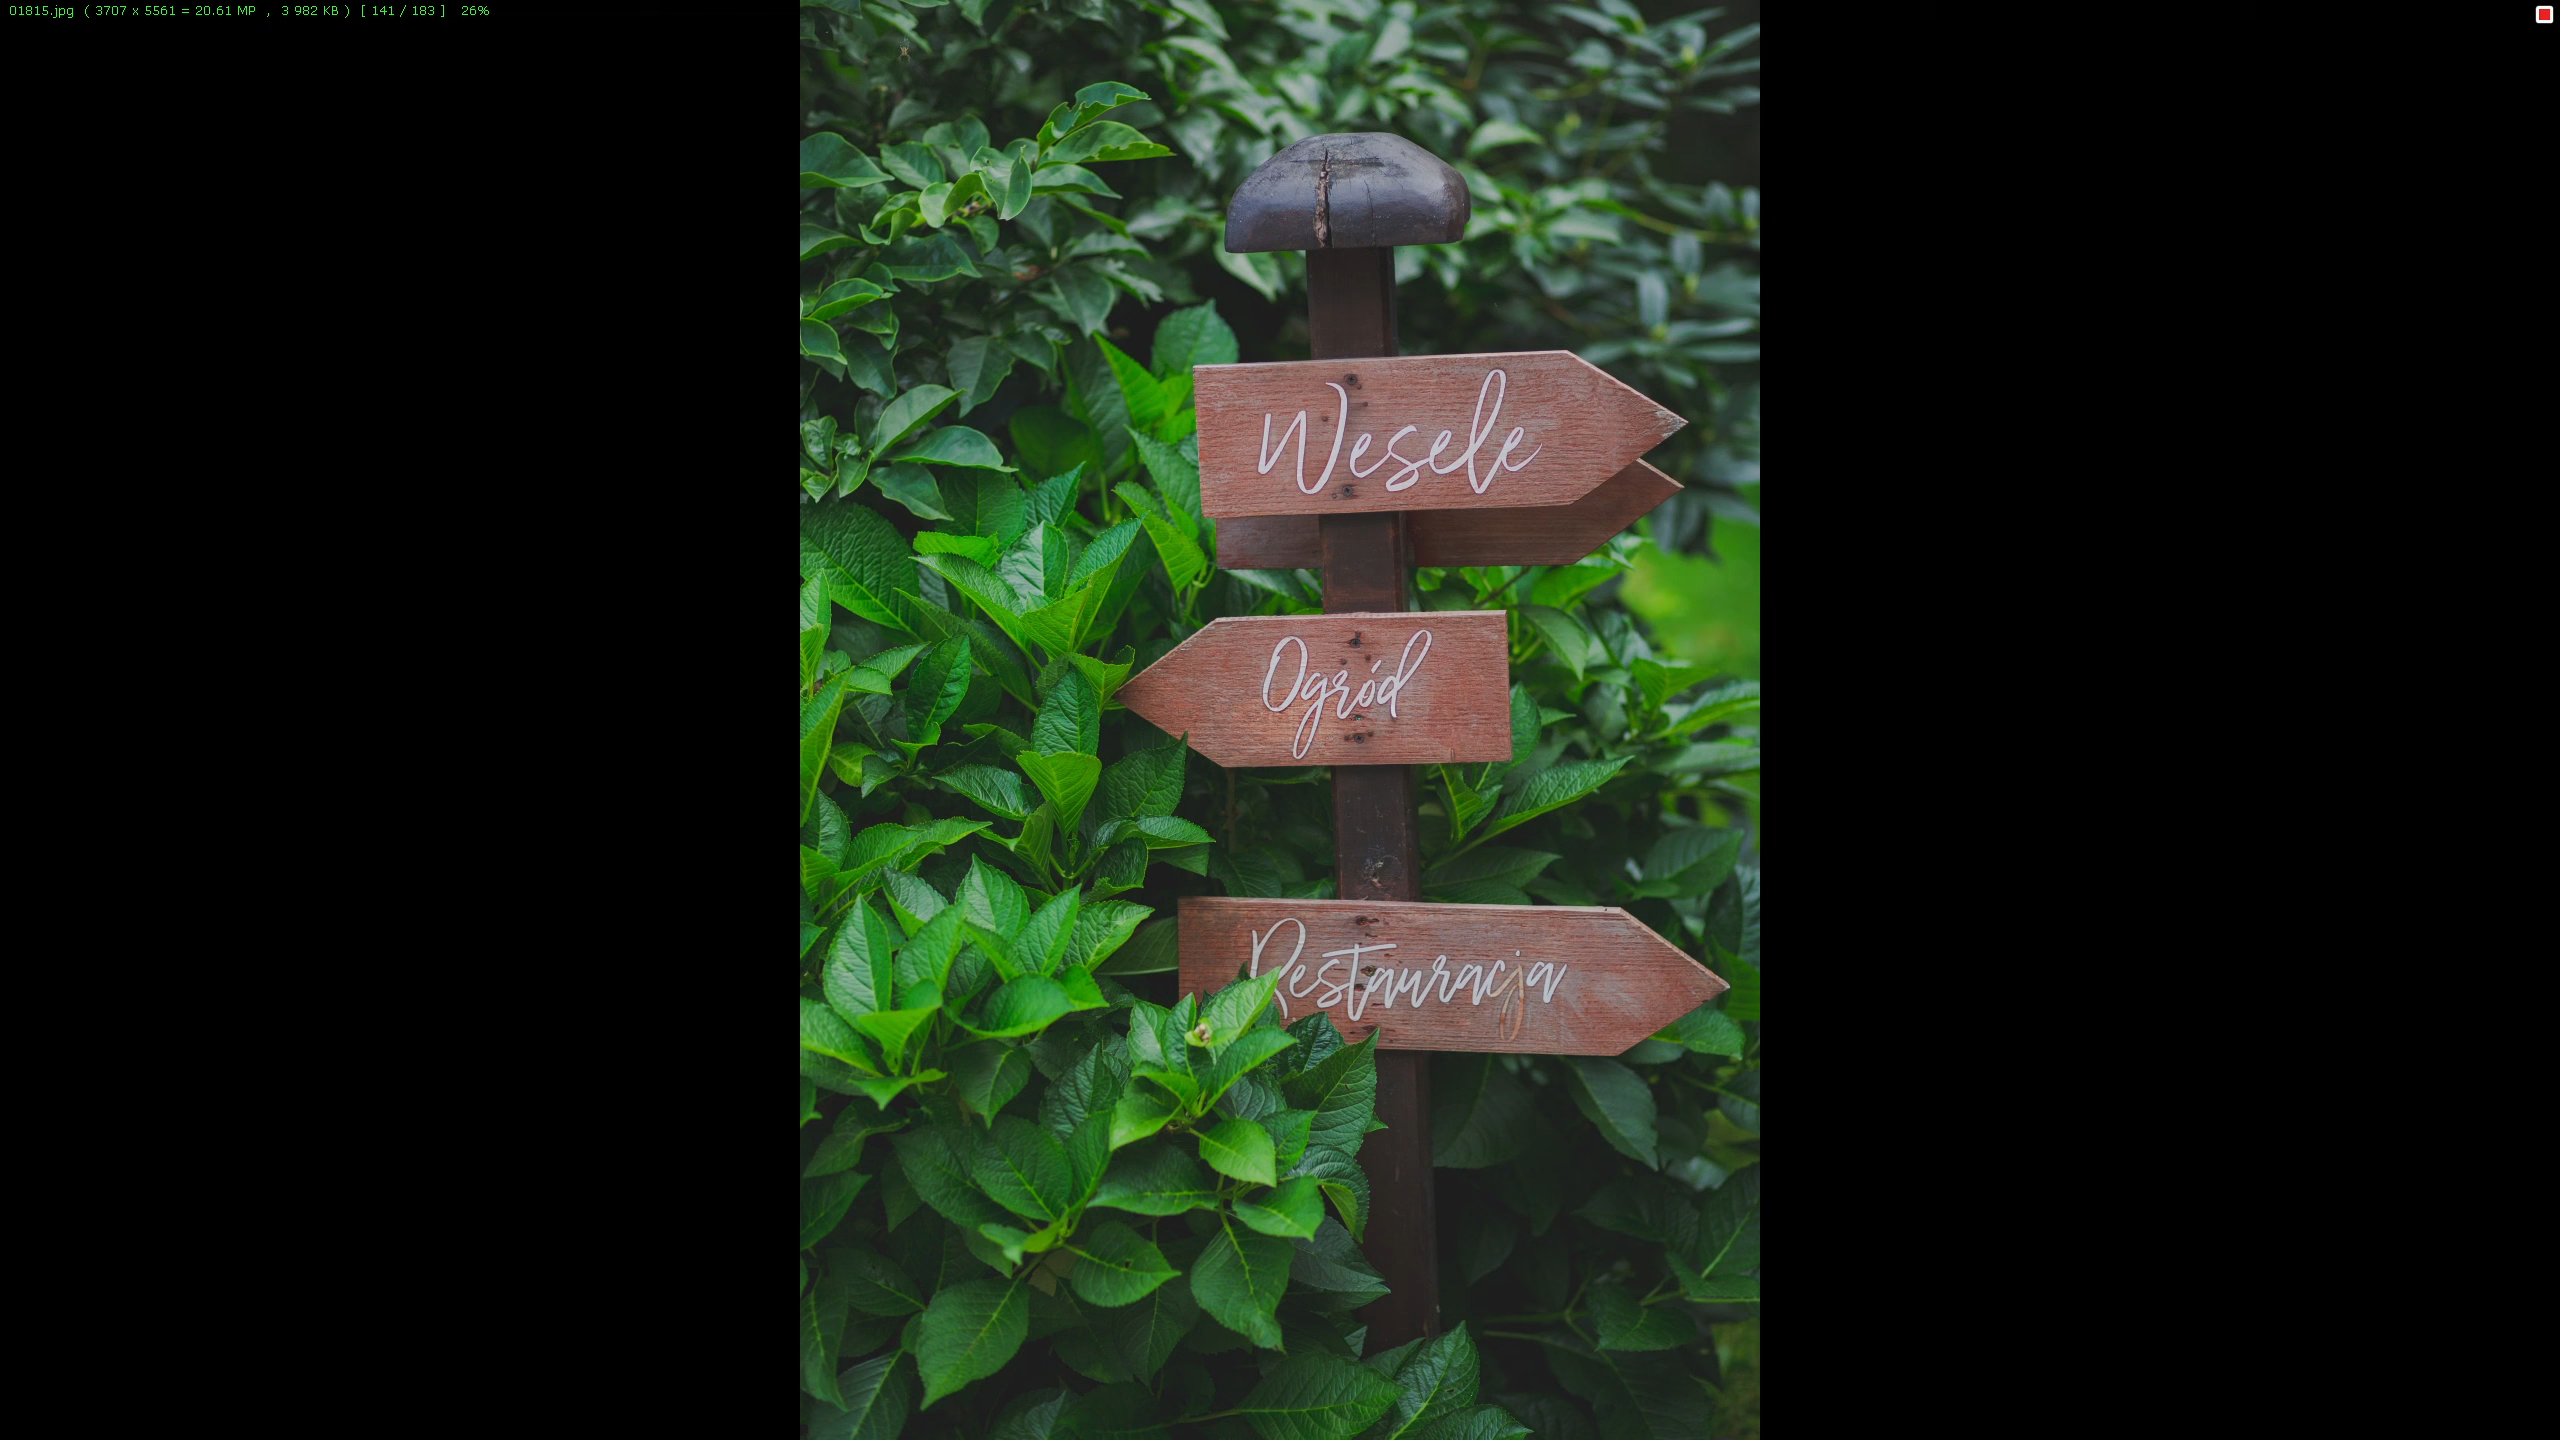 01815.jpg ( 3707 x 5561 = 20.61 MP , 3 982 KB ) [ 141 / 183 ] 26%
Wesele
Ogród
Restauracja